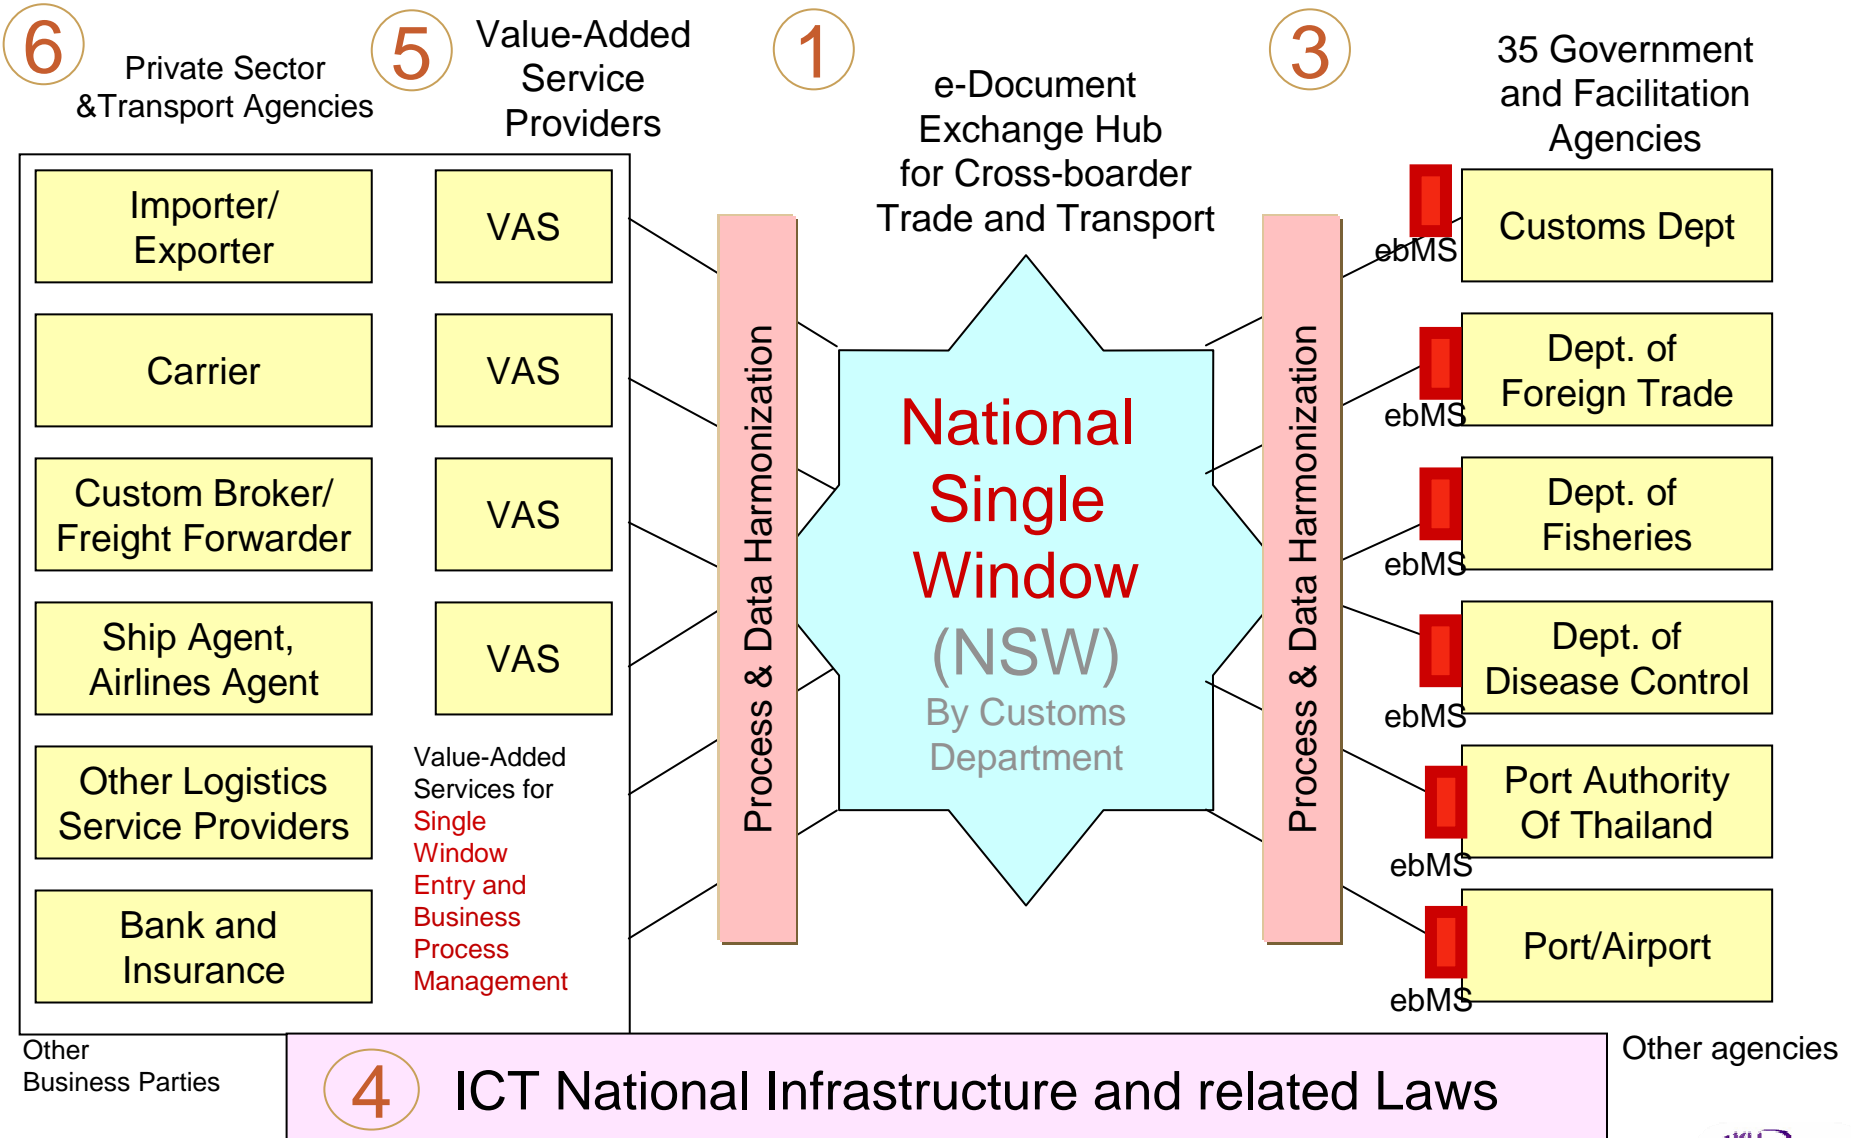 6
Private Sector
&Transport Agencies
5
Value-Added
Service
Providers
1
e-Document
Exchange Hub
for Cross-boarder
Trade and Transport
3
35 Government
and Facilitation
Agencies
Importer/
Exporter
Carrier
Custom Broker/
Freight Forwarder
Ship Agent,
Airlines Agent
Other Logistics
Service Providers
Bank and
Insurance
VAS
VAS
VAS
VAS
Value-Added
Services for
Single
Window
Entry and
Business
Process
Management
Process & Data Harmonization
National
Single
Window
(NSW)
By Customs
Department
Process & Data Harmonization
ebMS
Customs Dept
ebMS
Dept. of
Foreign Trade
ebMS
Dept. of
Fisheries
ebMS
Dept. of
Disease Control
ebMS
Port Authority
Of Thailand
ebMS
Port/Airport
Other
Business Parties
4
ICT National Infrastructure and related Laws
Other agencies